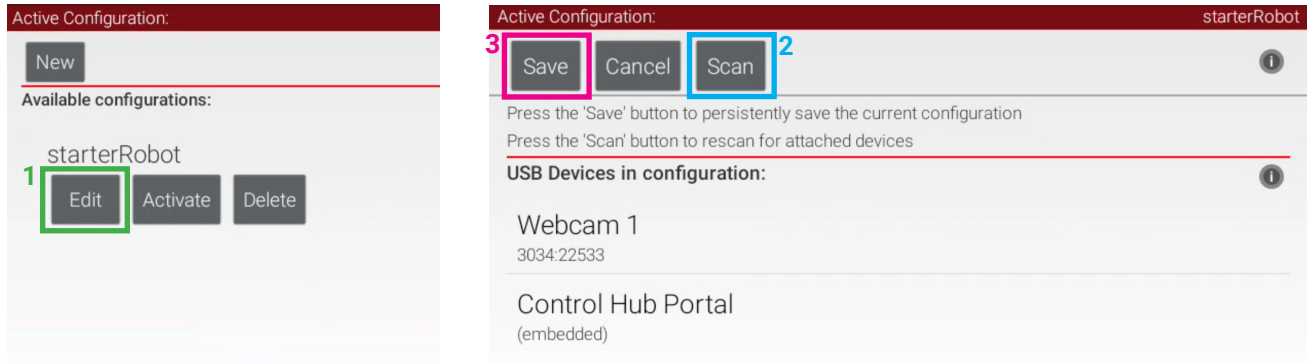 Active Configuration:
New
Available configurations:
starterRobot
1
Edit Activate Delete
Active Configuration: starterRobot
3 Save Cancel Scan 2
Press the 'Save' button to persistently save the current configuration
Press the 'Scan' button to rescan for attached devices
USB Devices in configuration:
Webcam 1
3034:22533
Control Hub Portal
(embedded)